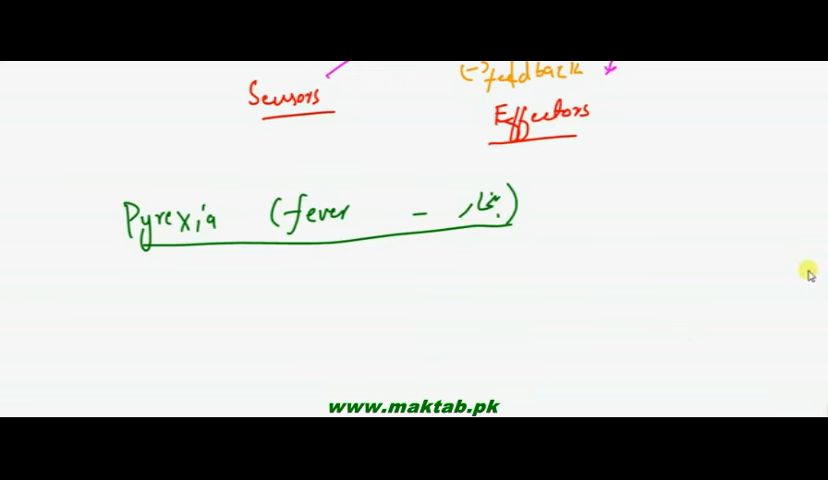 (-) feedback
Sensors
Effectors
Pyrexia (fever - بخار)
www.maktab.pk